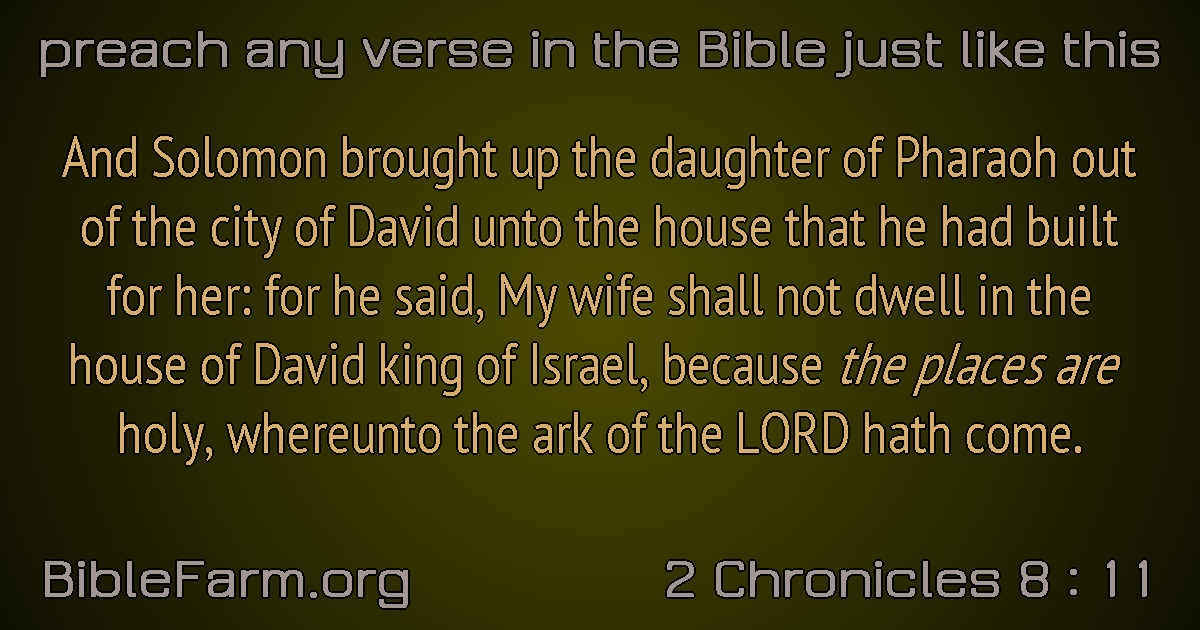 preach any verse in the Bible just like this
And Solomon brought up the daughter of Pharaoh out
of the city of David unto the house that he had built
for her: for he said, My wife shall not dwell in the
house of David king of Israel, because the places are
holy, whereunto the ark of the LORD hath come.
BibleFarm.org
2 Chronicles 8 : 11